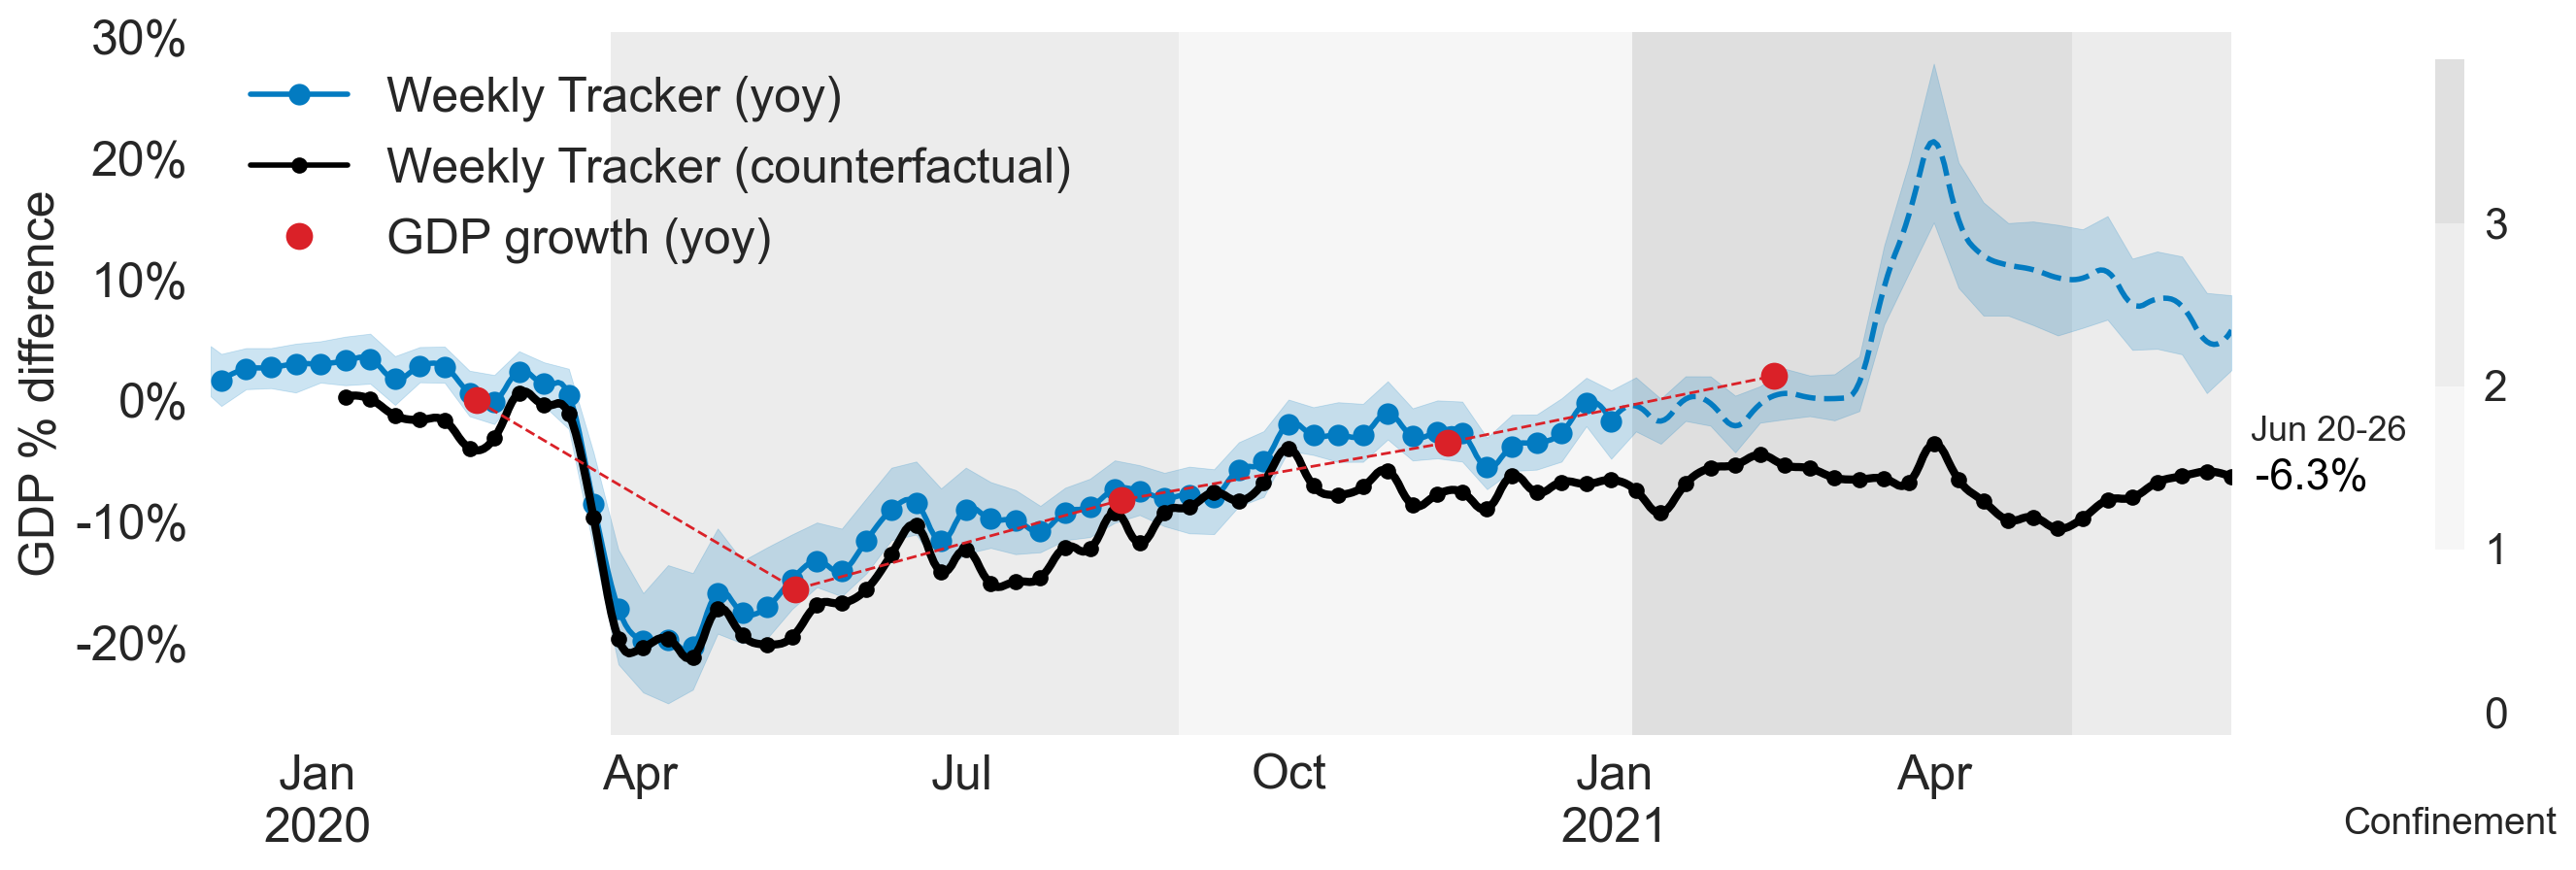 30%
20%
10%
0%
-10%
-20%
GDP % difference
Weekly Tracker (yoy)
Weekly Tracker (counterfactual)
GDP growth (yoy)
Jan
2020
Apr
Jul
Oct
Jan
2021
Apr
Jun 20-26
-6.3%
3
2
1
0
Confinement